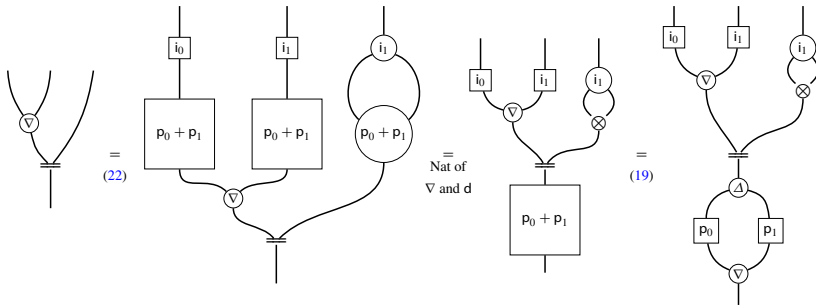 i₀ i₁ i₁
i₀ i₁ i₁
∇
i₀ i₁ i₁
∇ ⊗
∇ ⊗
p₀ + p₁ p₀ + p₁ p₀ + p₁
= = =
(22) Nat of (19)
∇ and d
Δ
∇
p₀ + p₁
p₀ p₁
∇